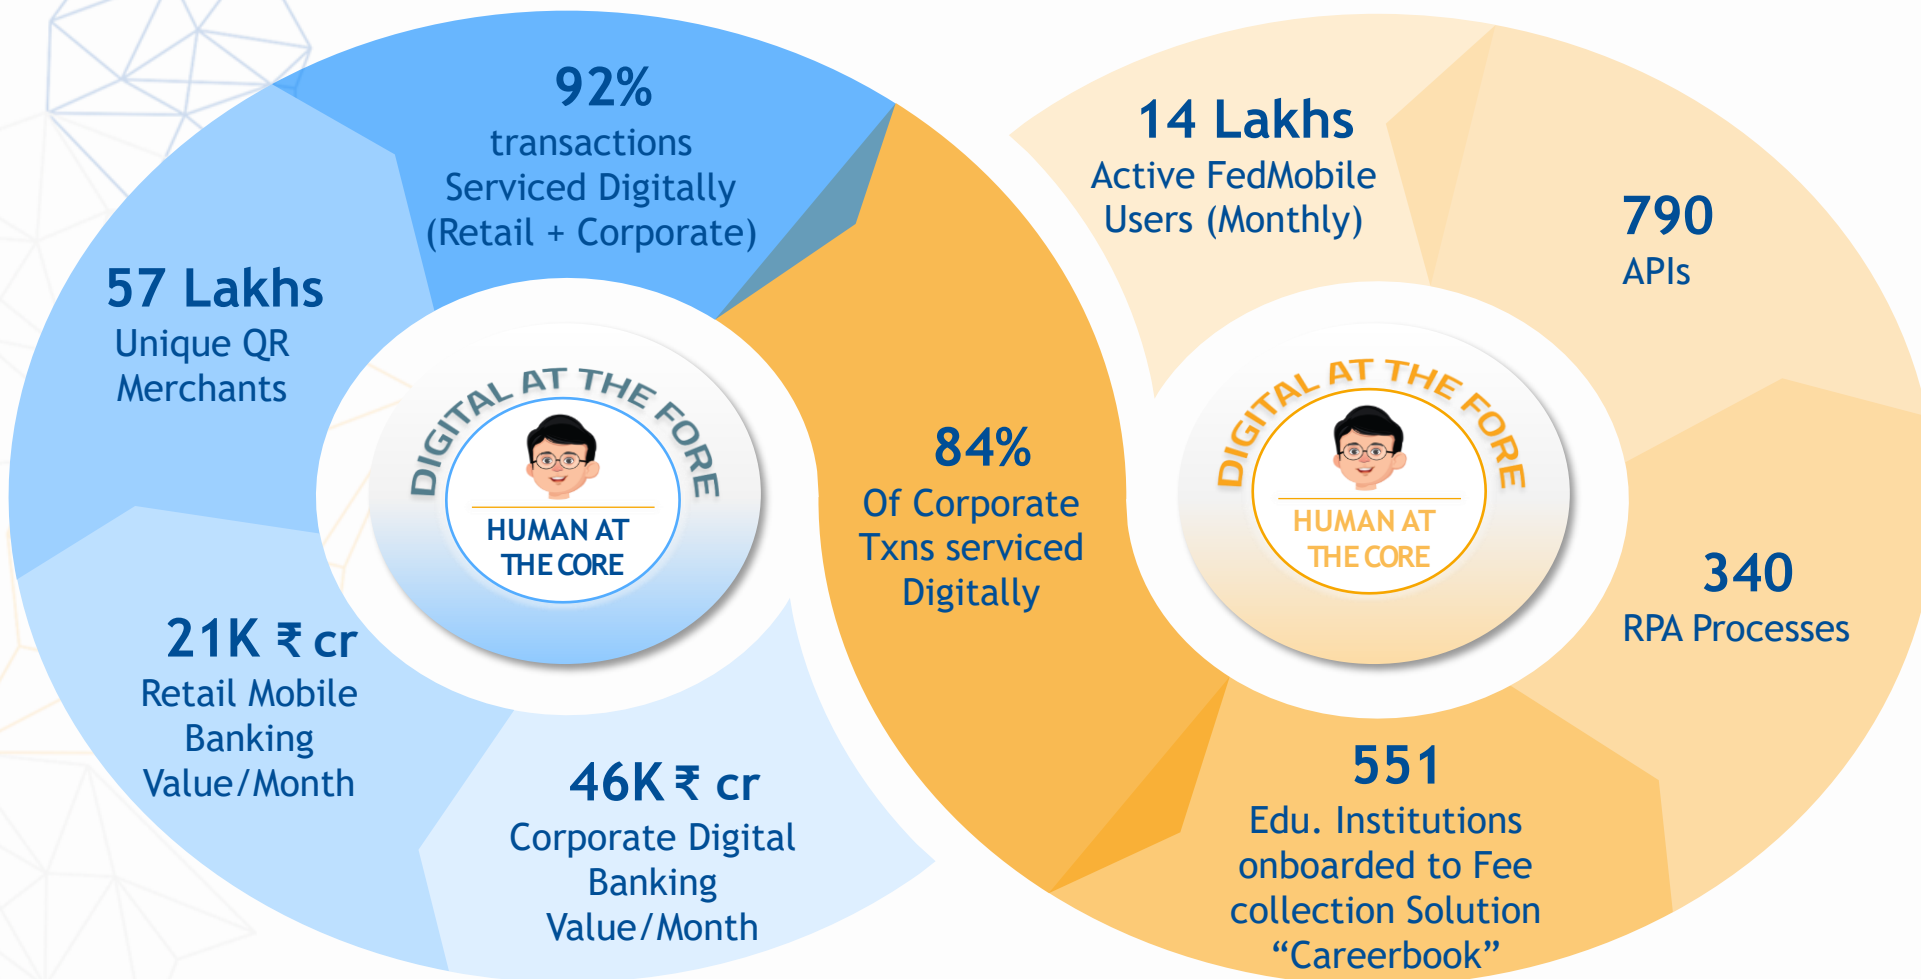 92%
transactions
Serviced Digitally
(Retail + Corporate)
57 Lakhs
Unique QR
Merchants
21K ₹ cr
Retail Mobile
Banking
Value/Month
46K ₹ cr
Corporate Digital
Banking
Value/Month
DIGITAL AT THE FORE
HUMAN AT
THE CORE
84%
Of Corporate
Txns serviced
Digitally
14 Lakhs
Active FedMobile
Users (Monthly)
790
APIs
340
RPA Processes
551
Edu. Institutions
onboarded to Fee
collection Solution
“Careerbook”
DIGITAL AT THE FORE
HUMAN AT
THE CORE